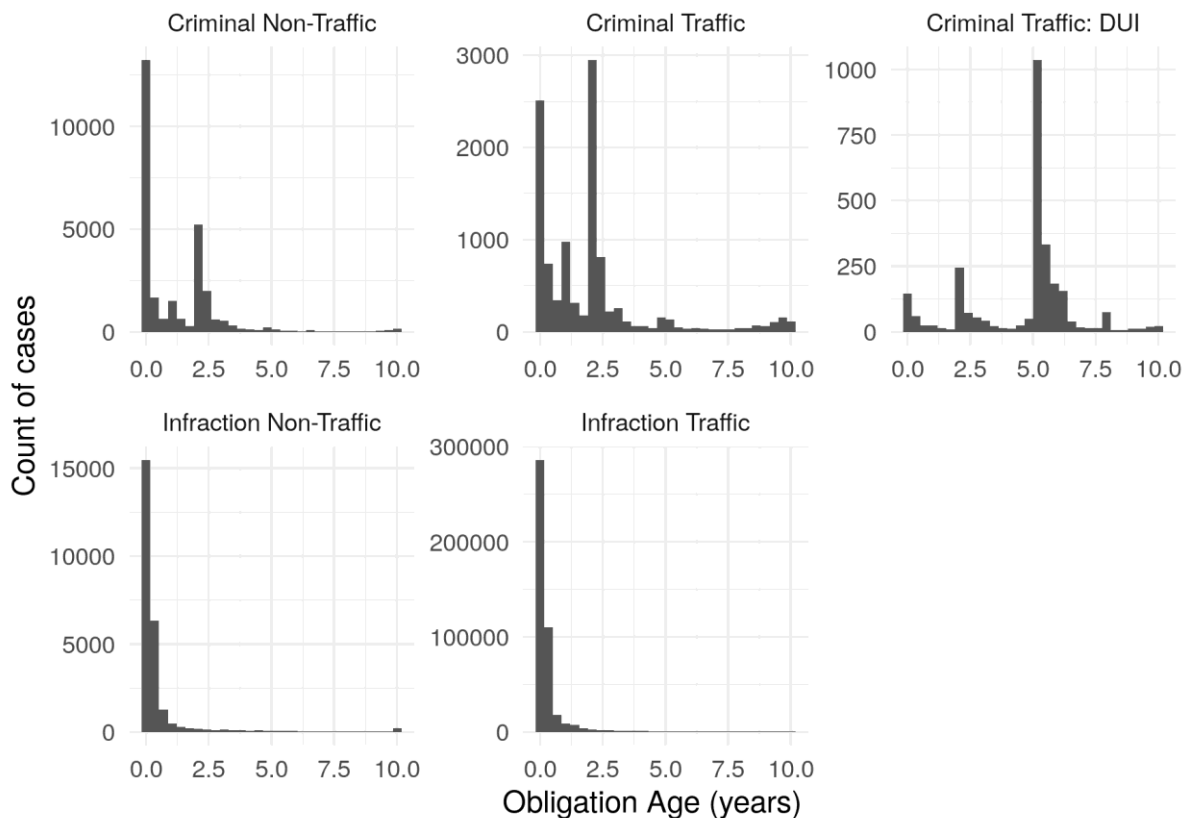 Criminal Non-Traffic
Criminal Traffic
Criminal Traffic: DUI
10000
5000
0
3000
2000
1000
0
1000
750
500
250
0
0.0 2.5 5.0 7.5 10.0
0.0 2.5 5.0 7.5 10.0
0.0 2.5 5.0 7.5 10.0
Count of cases
Infraction Non-Traffic
Infraction Traffic
15000
10000
5000
0
300000
200000
100000
0
0.0 2.5 5.0 7.5 10.0
0.0 2.5 5.0 7.5 10.0
Obligation Age (years)